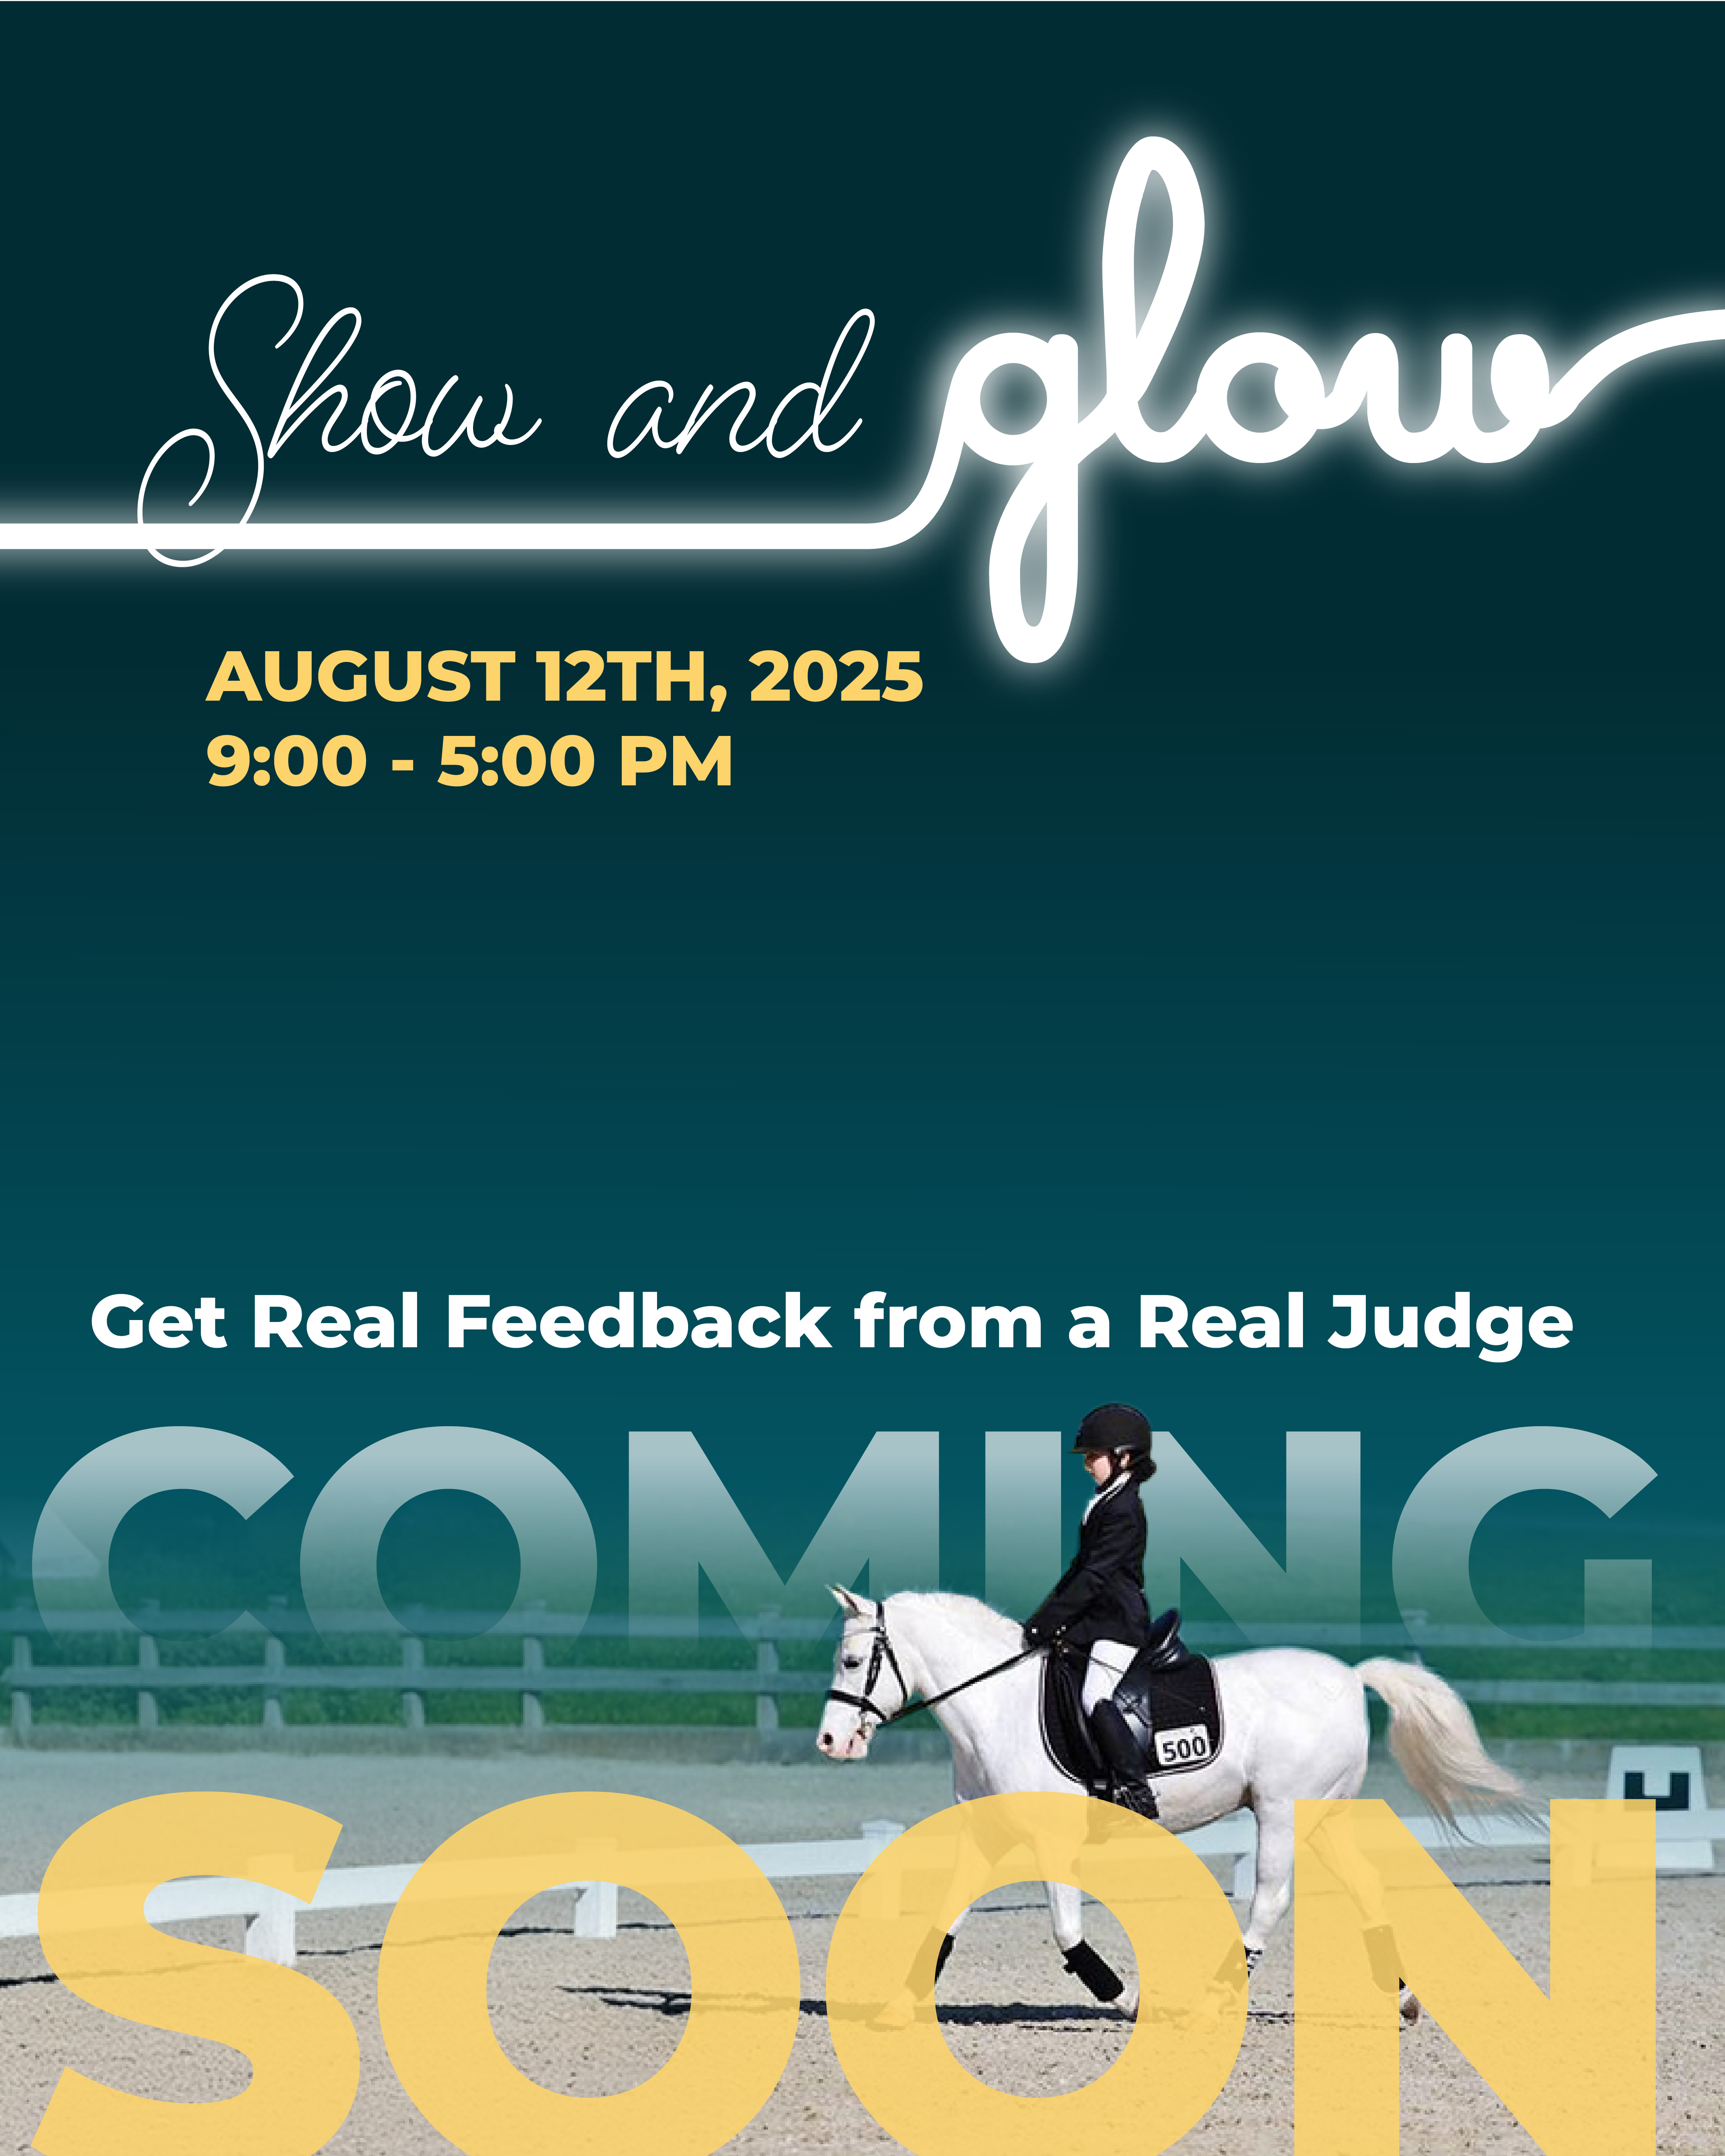 Show and glow
AUGUST 12TH, 2025
9:00 - 5:00 PM
Get Real Feedback from a Real Judge
COMING
500
SOON